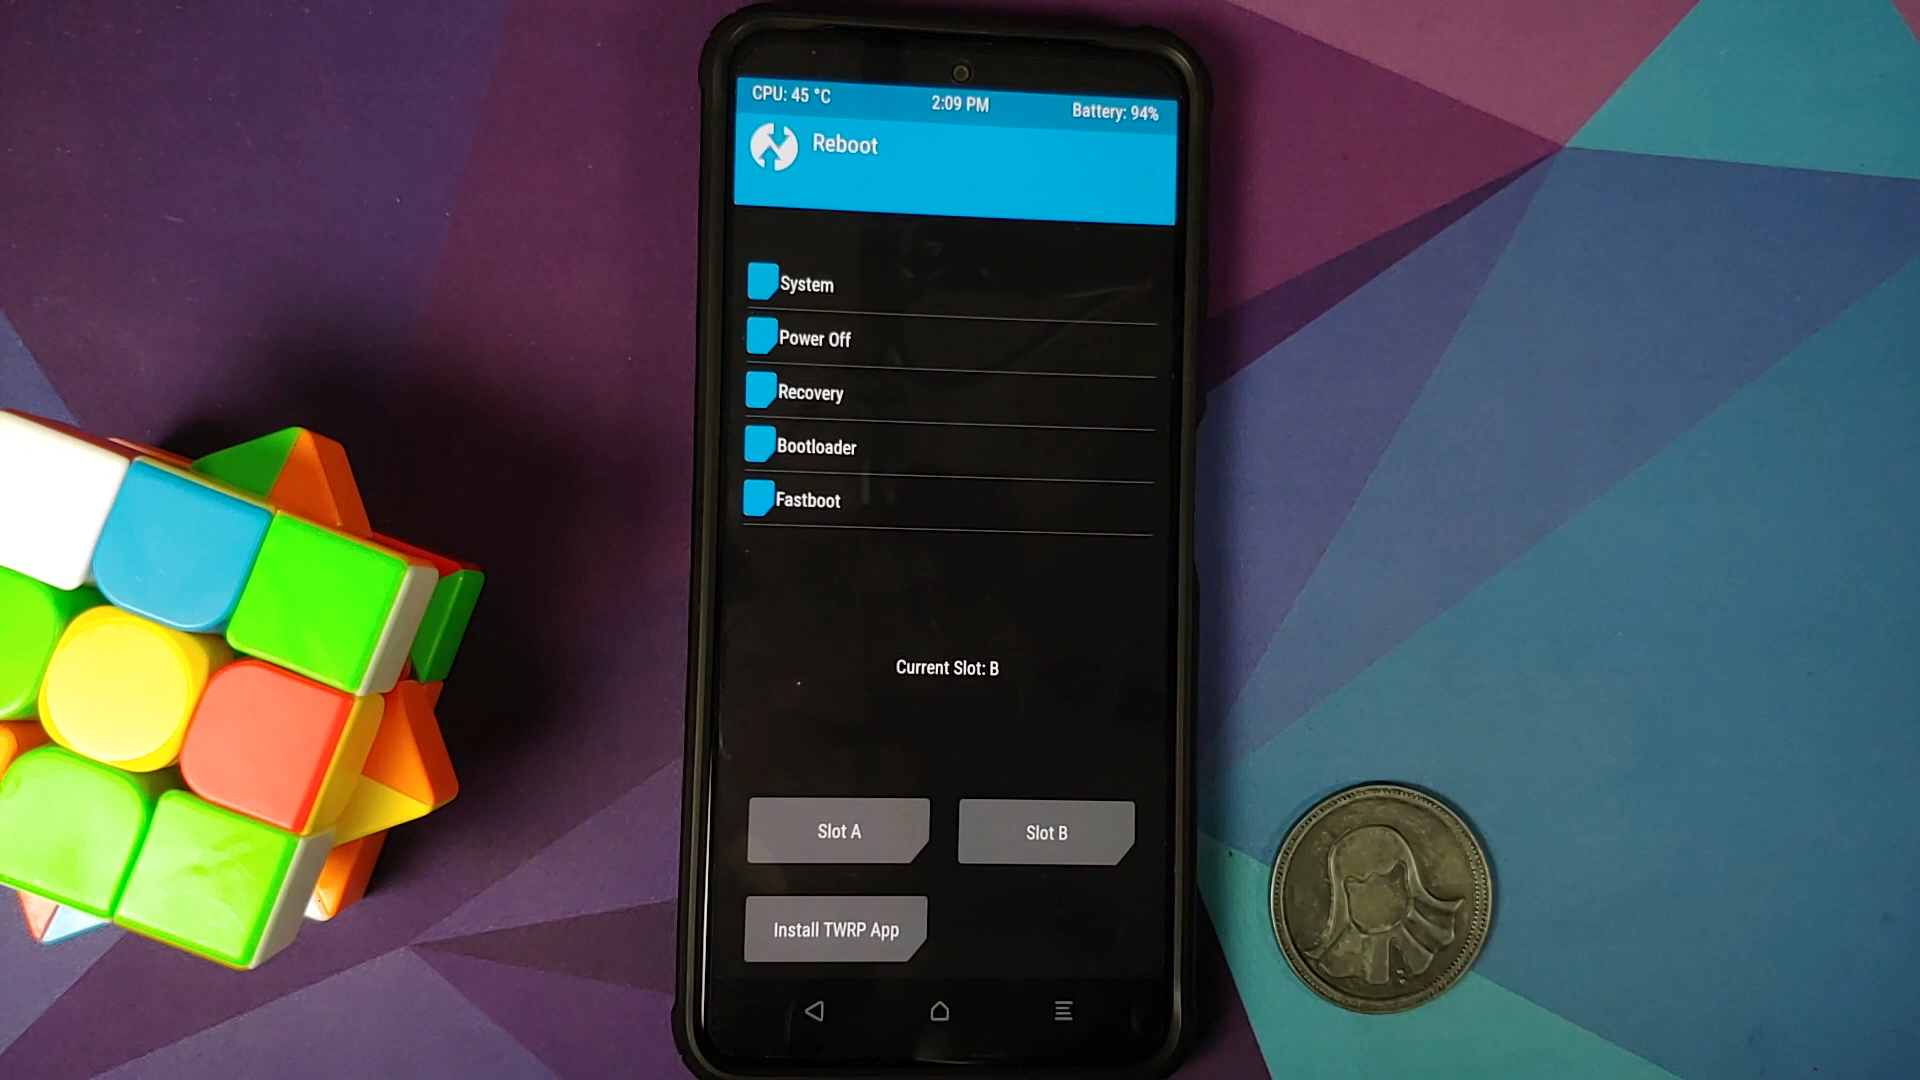 CPU: 45 °C 2:09 PM Battery: 94%
Reboot
System
Power Off
Recovery
Bootloader
Fastboot
Current Slot: B
Slot A Slot B
Install TWRP App